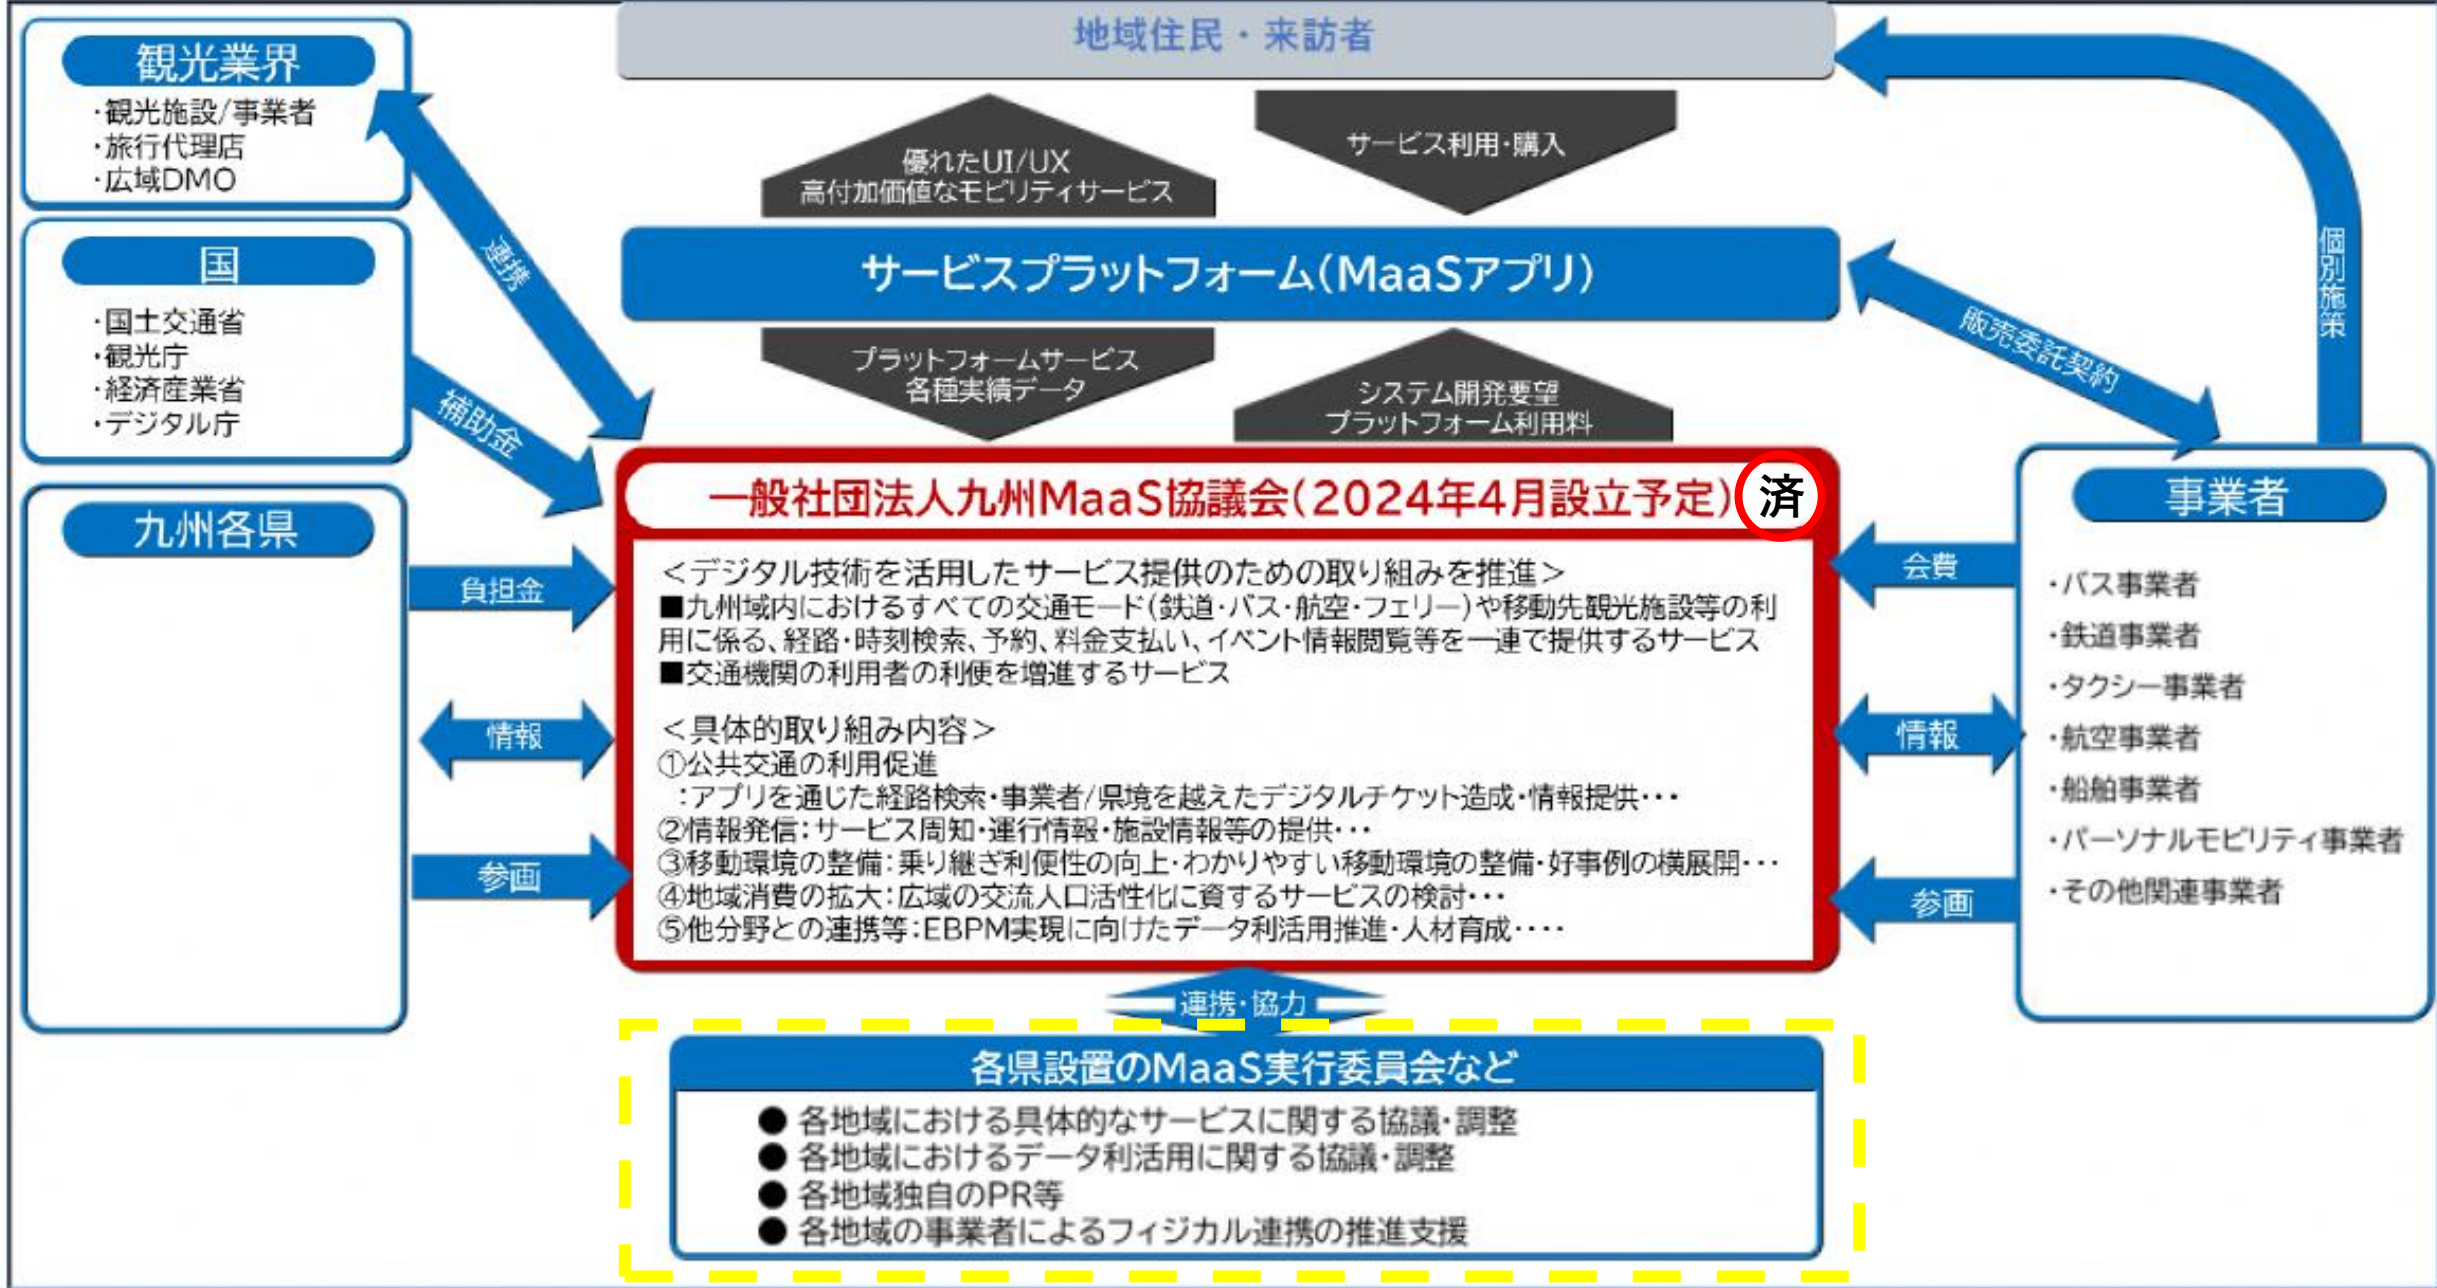 地域住民・来訪者
観光業界
・観光施設/事業者
・旅行代理店
・広域DMO
国
・国土交通省
・観光庁
・経済産業省
・デジタル庁
九州各県
連携
補助金
負担金
情報
参画
優れたUI/UX
高付加価値なモビリティサービス
サービス利用・購入
サービスプラットフォーム(MaaSアプリ)
プラットフォームサービス
各種実績データ
システム開発要望
プラットフォーム利用料
一般社団法人九州MaaS協議会(2024年4月設立予定) 済
＜デジタル技術を活用したサービス提供のための取り組みを推進＞
■九州域内におけるすべての交通モード(鉄道・バス・航空・フェリー)や移動先観光施設等の利
用に係る、経路・時刻検索、予約、料金支払い、イベント情報閲覧等を一連で提供するサービス
■交通機関の利用者の利便を増進するサービス
＜具体的取り組み内容＞
①公共交通の利用促進
：アプリを通じた経路検索・事業者/県境を越えたデジタルチケット造成・情報提供・・・
②情報発信：サービス周知・運行情報・施設情報等の提供・・・
③移動環境の整備：乗り継ぎ利便性の向上・わかりやすい移動環境の整備・好事例の横展開・・・
④地域消費の拡大：広域の交流人口活性化に資するサービスの検討・・・
⑤他分野との連携等：EBPM実現に向けたデータ利活用推進・人材育成・・・・
個別施策
販売委託契約
会費
情報
参画
事業者
・バス事業者
・鉄道事業者
・タクシー事業者
・航空事業者
・船舶事業者
・パーソナルモビリティ事業者
・その他関連事業者
連携・協力
各県設置のMaaS実行委員会など
● 各地域における具体的なサービスに関する協議・調整
● 各地域におけるデータ利活用に関する協議・調整
● 各地域独自のPR等
● 各地域の事業者によるフィジカル連携の推進支援